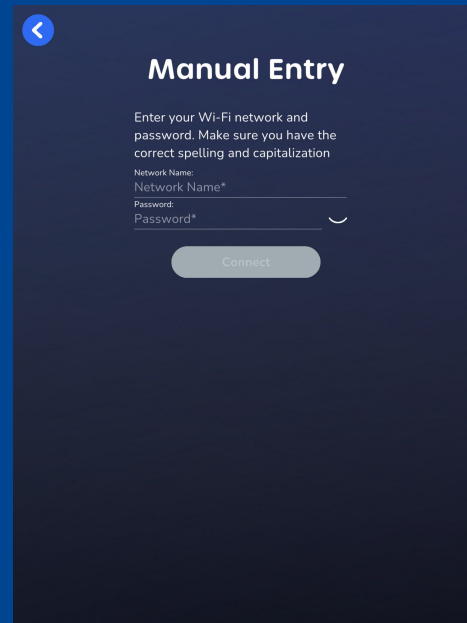 Manual Entry
Enter your Wi-Fi network and
password. Make sure you have the
correct spelling and capitalization
Network Name:
Network Name*
Password:
Password*
Connect